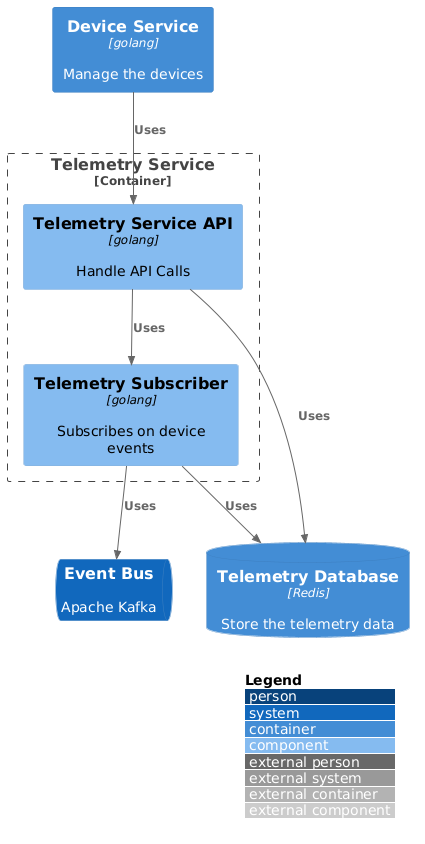 Device Service
[golang]
Manage the devices
Uses
Telemetry Service
[Container]
Telemetry Service API
[golang]
Handle API Calls
Uses
Uses
Telemetry Subscriber
[golang]
Subscribes on device
events
Uses
Uses
Event Bus
Apache Kafka
Telemetry Database
[Redis]
Store the telemetry data
Legend
person
system
container
component
external person
external system
external container
external component